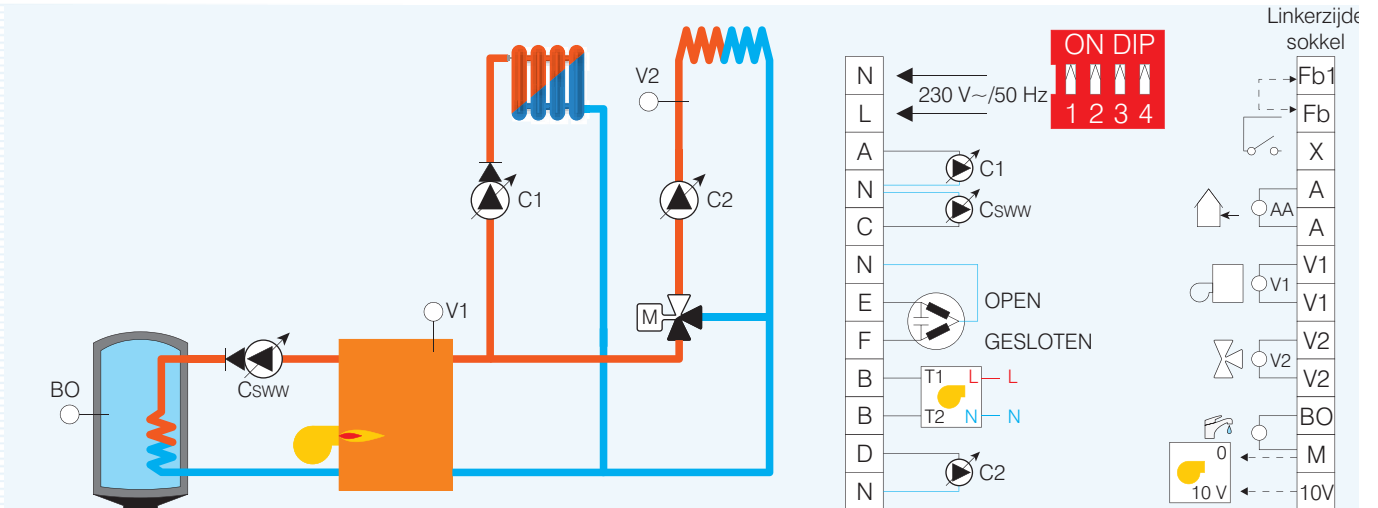 BO
Csww
V1
C1
V2
C2
M
N
L
A
N
C
N
E
F
B
B
D
N
230 V~/50 Hz
ON DIP
1 2 3 4
C1
Csww
OPEN
GESLOTEN
T1 L L
T2 N N
C2
Linkerzijde
sokkel
Fb1
Fb
X
A
AA
A
V1
V1
V1
V2
V2
V2
BO
M
10V
0
10 V